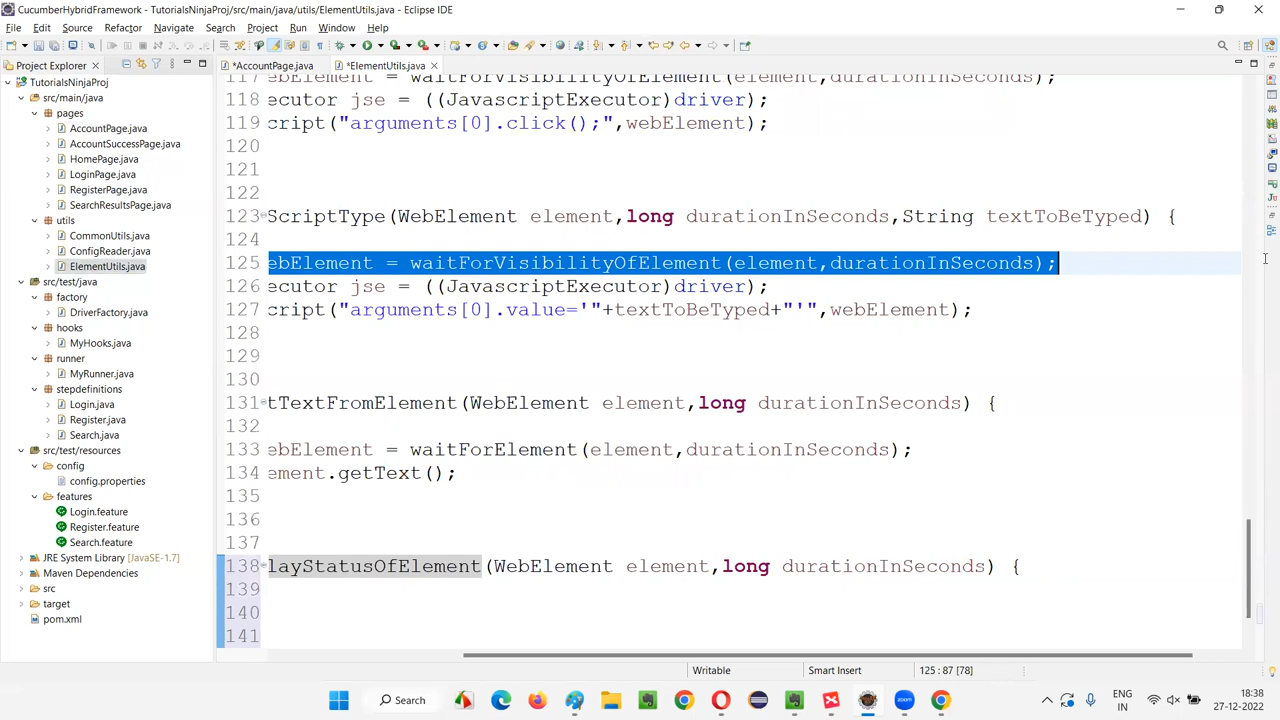 CucumberHybridFramework - TutorialsNinjaProj/src/main/java/utils/ElementUtils.java - Eclipse IDE
File Edit Source Refactor Navigate Search Project Run Window Help
Project Explorer
*AccountPage.java
*ElementUtils.java
TutorialsNinjaProj
src/main/java
pages
AccountPage.java
AccountSuccessPage.java
HomePage.java
LoginPage.java
RegisterPage.java
SearchResultsPage.java
utils
CommonUtils.java
ConfigReader.java
ElementUtils.java
src/test/java
factory
DriverFactory.java
hooks
MyHooks.java
runner
MyRunner.java
stepdefinitions
Login.java
Register.java
Search.java
src/test/resources
config
config.properties
features
Login.feature
Register.feature
Search.feature
JRE System Library [JavaSE-1.7]
Maven Dependencies
src
target
pom.xml
117 ebElement = waitForVisibilityOfElement(element,durationInSeconds);
118 ecutor jse = ((JavascriptExecutor)driver);
119 cript("arguments[0].click();",webElement);
120
121
122
123 ScriptType(WebElement element,long durationInSeconds,String textToBeTyped) {
124
125 ebElement = waitForVisibilityOfElement(element,durationInSeconds);
126 ecutor jse = ((JavascriptExecutor)driver);
127 cript("arguments[0].value='"+textToBeTyped+"'",webElement);
128
129
130
131 tTextFromElement(WebElement element,long durationInSeconds) {
132
133 ebElement = waitForElement(element,durationInSeconds);
134 ement.getText();
135
136
137
138 layStatusOfElement(WebElement element,long durationInSeconds) {
139
140
141
Writable Smart Insert 125 : 87 [78]
Search
ENG
IN
18:38
27-12-2022